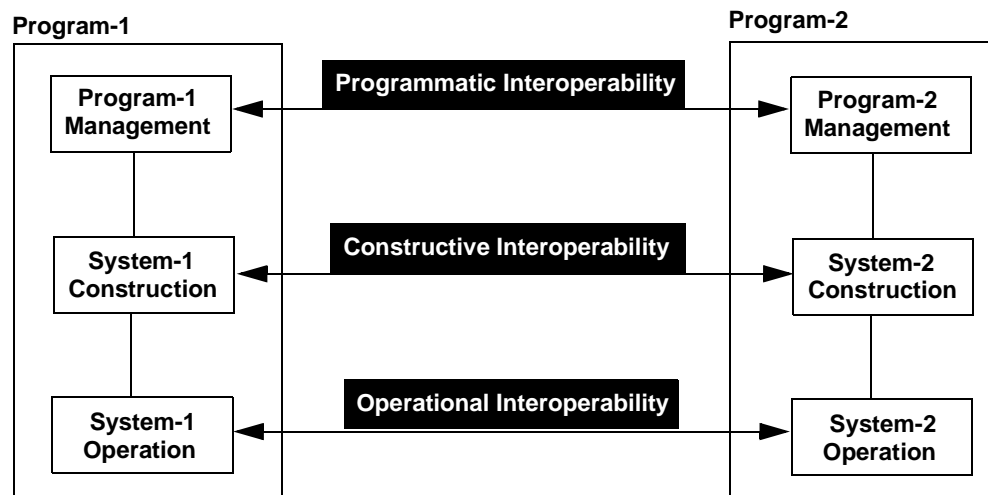 Program-1
Program-2
Programmatic Interoperability
Program-1
Management
Program-2
Management
Constructive Interoperability
System-1
Construction
System-2
Construction
Operational Interoperability
System-1
Operation
System-2
Operation